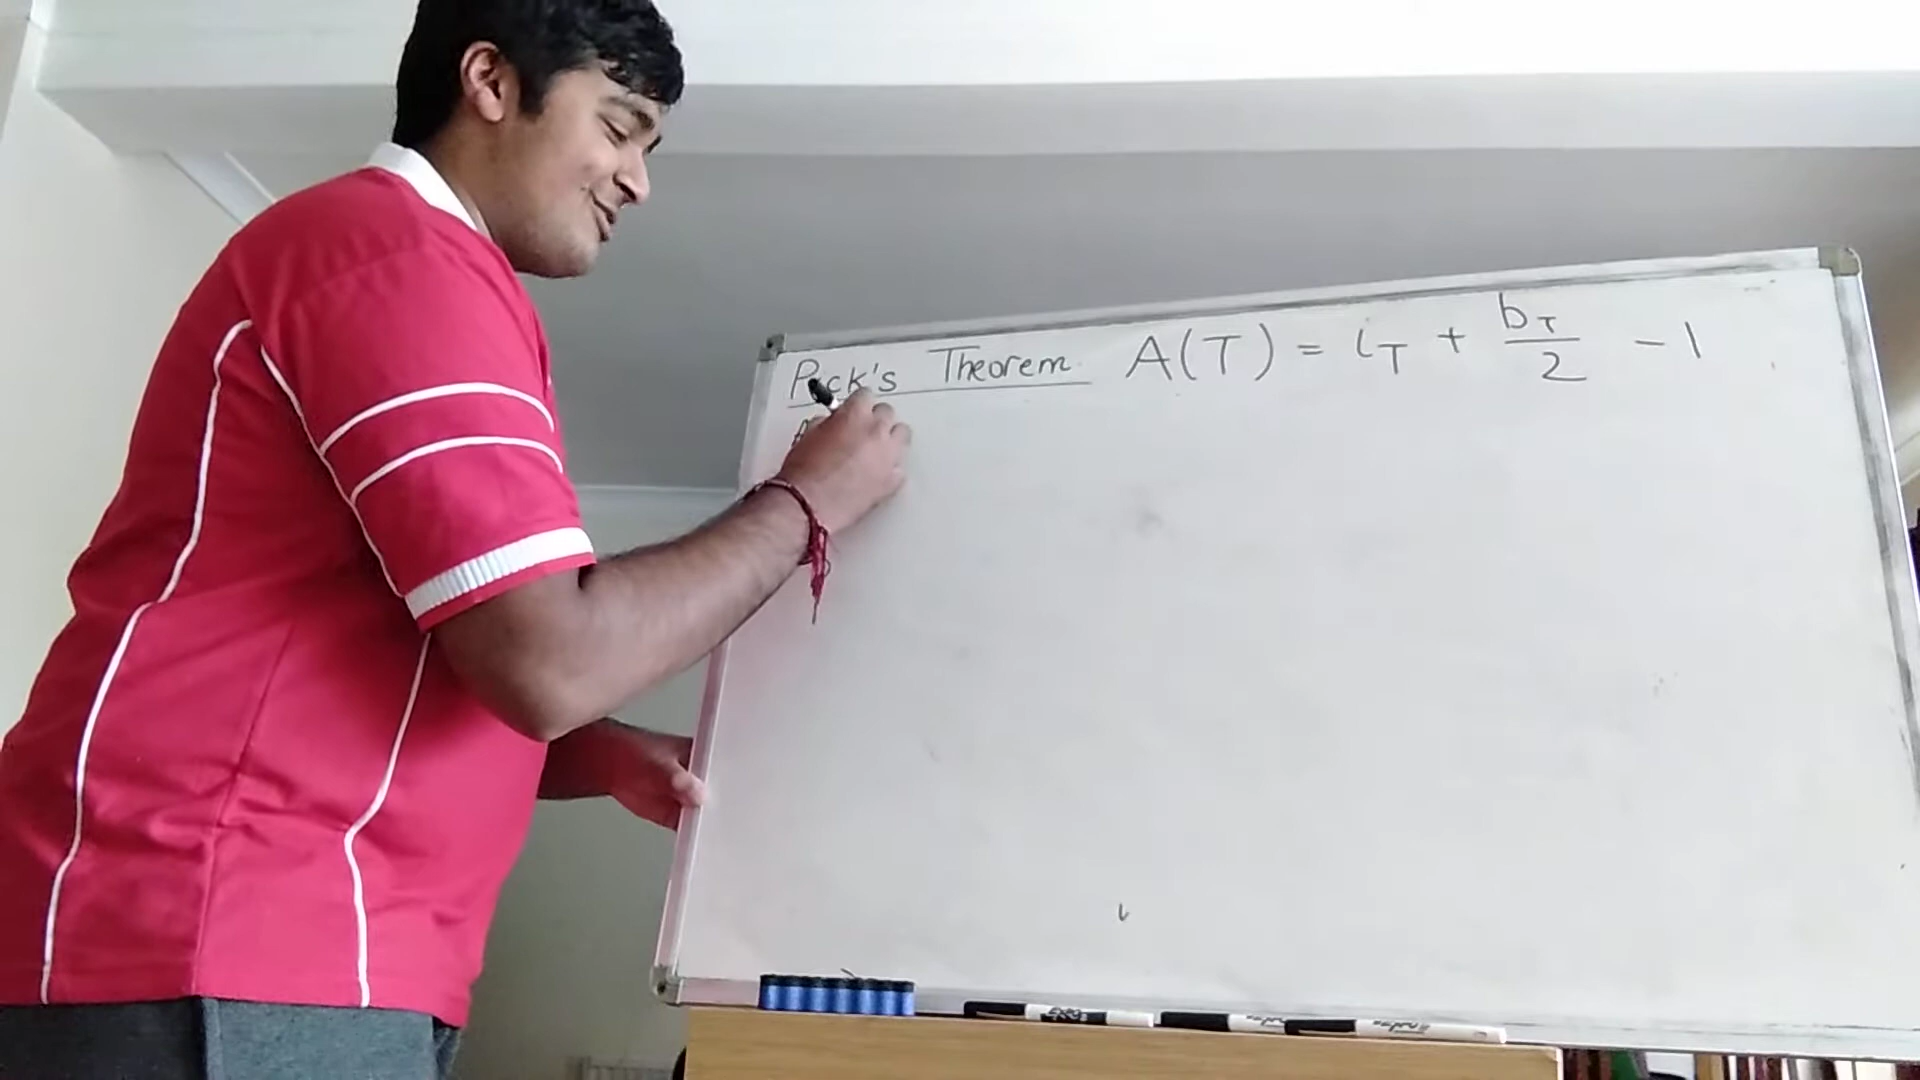 Pick's Theorem. A(T) = i_T + b_T/2 - 1